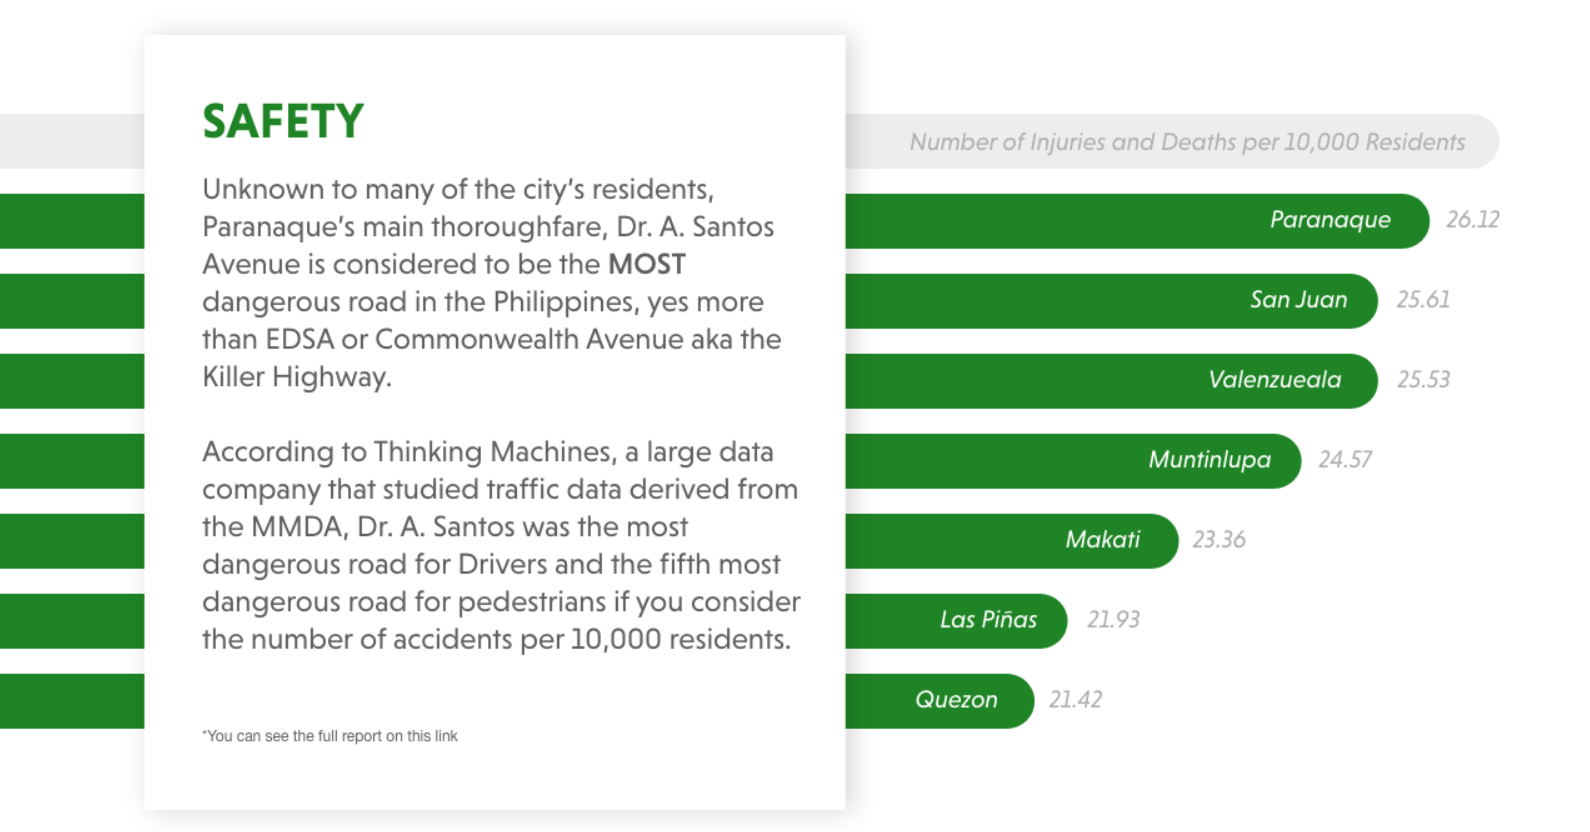 SAFETY
Unknown to many of the city's residents,
Paranaque's main thoroughfare, Dr. A. Santos
Avenue is considered to be the MOST
dangerous road in the Philippines, yes more
than EDSA or Commonwealth Avenue aka the
Killer Highway.
According to Thinking Machines, a large data
company that studied traffic data derived from
the MMDA, Dr. A. Santos was the most
dangerous road for Drivers and the fifth most
dangerous road for pedestrians if you consider
the number of accidents per 10,000 residents.
*You can see the full report on this link
Number of Injuries and Deaths per 10,000 Residents
Paranaque 26.12
San Juan 25.61
Valenzueala 25.53
Muntinlupa 24.57
Makati 23.36
Las Piñas 21.93
Quezon 21.42